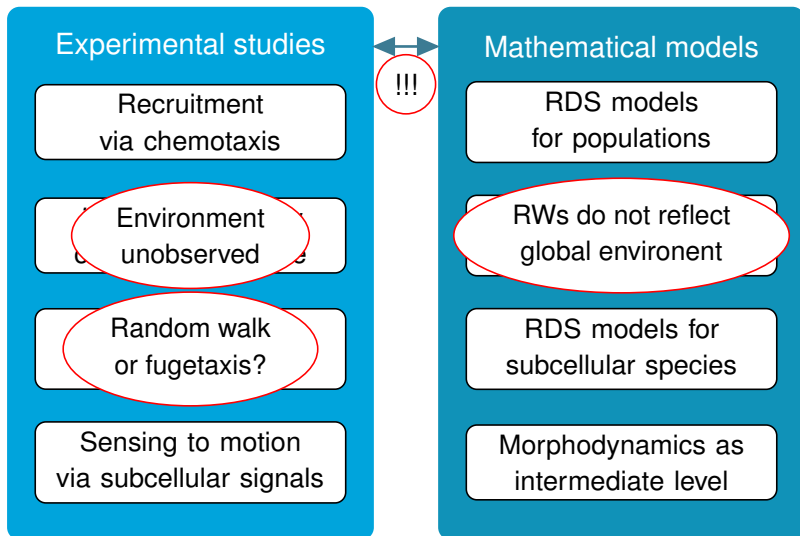 Experimental studies
Recruitment
via chemotaxis
Environment
unobserved
Random walk
or fugetaxis?
Sensing to motion
via subcellular signals
!!!
Mathematical models
RDS models
for populations
RWs do not reflect
global environent
RDS models for
subcellular species
Morphodynamics as
intermediate level